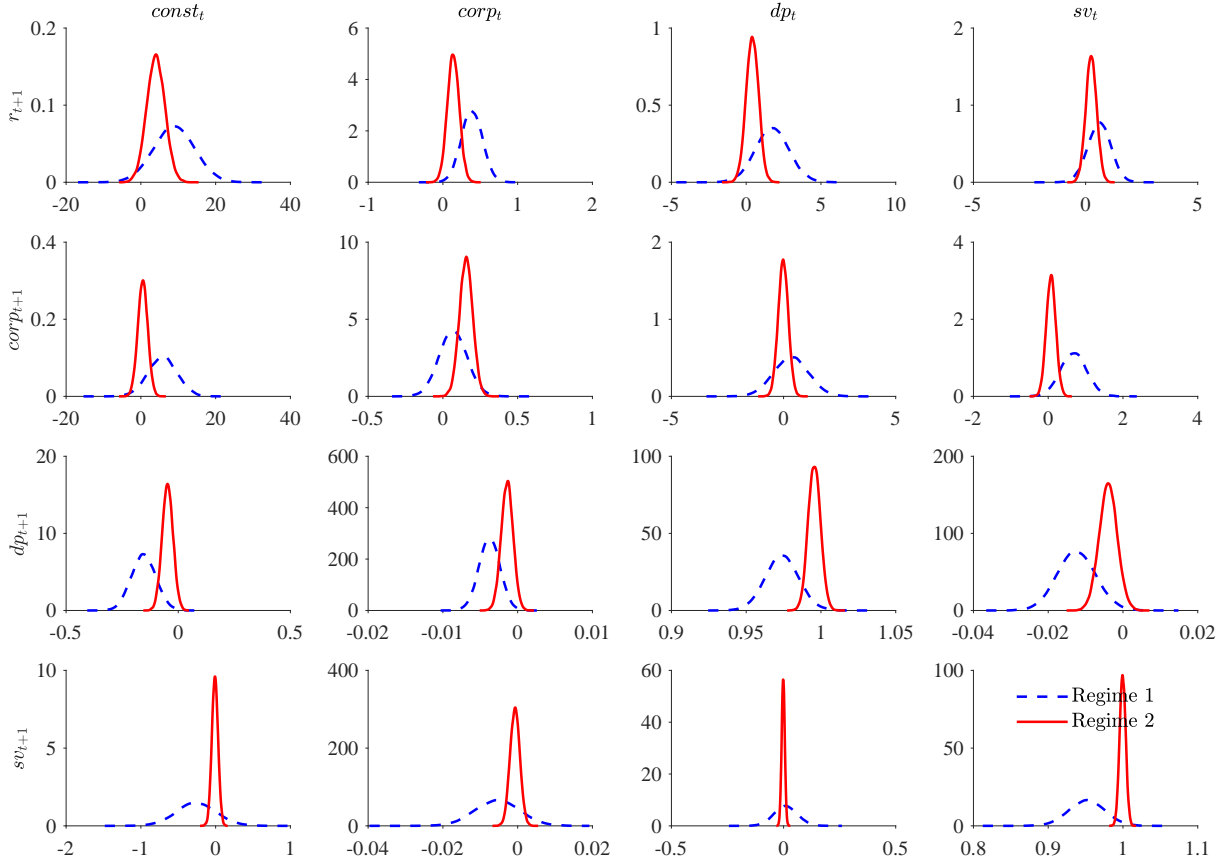 const_t corp_t dp_t sv_t
r_{t+1}
0.2 0.1 0
-20 0 20 40
6 4 2 0
-1 0 1 2
1 0.5 0
-5 0 5 10
2 1 0
-5 0 5
corp_{t+1}
0.4 0.2 0
-20 0 20 40
10 5 0
-0.5 0 0.5 1
2 1 0
-5 0 5
4 2 0
-2 0 2 4
dp_{t+1}
20 10 0
-0.5 0 0.5
600 400 200 0
-0.02 -0.01 0 0.01
100 50 0
0.9 0.95 1 1.05
200 100 0
-0.04 -0.02 0 0.02
sv_{t+1}
10 5 0
-2 -1 0 1
400 200 0
-0.04 -0.02 0 0.02
60 40 20 0
-0.5 0 0.5
100 50 0
0.8 0.9 1 1.1
Regime 1
Regime 2